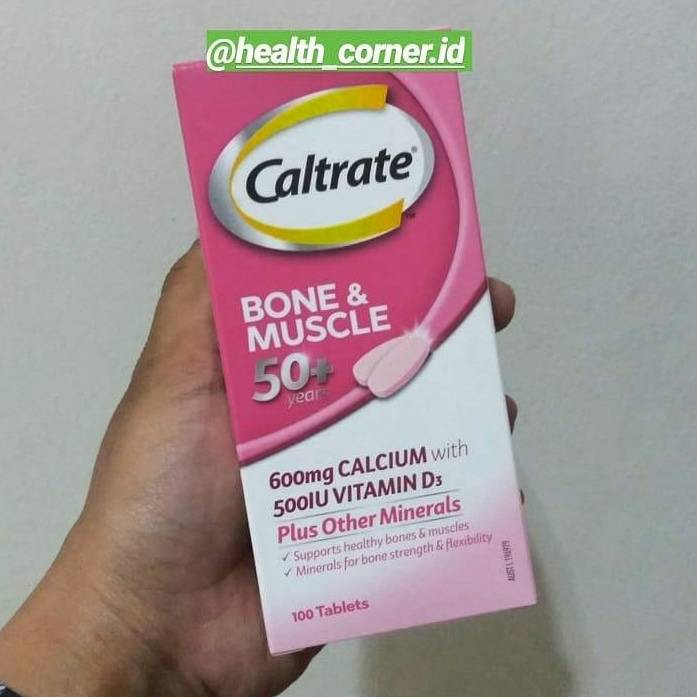 @health_corner.id
Caltrate®
™
BONE &
MUSCLE
50+
years
600mg CALCIUM with
500IU VITAMIN D3
Plus Other Minerals
✓ Supports healthy bones & muscles
✓ Minerals for bone strength & flexibility
100 Tablets